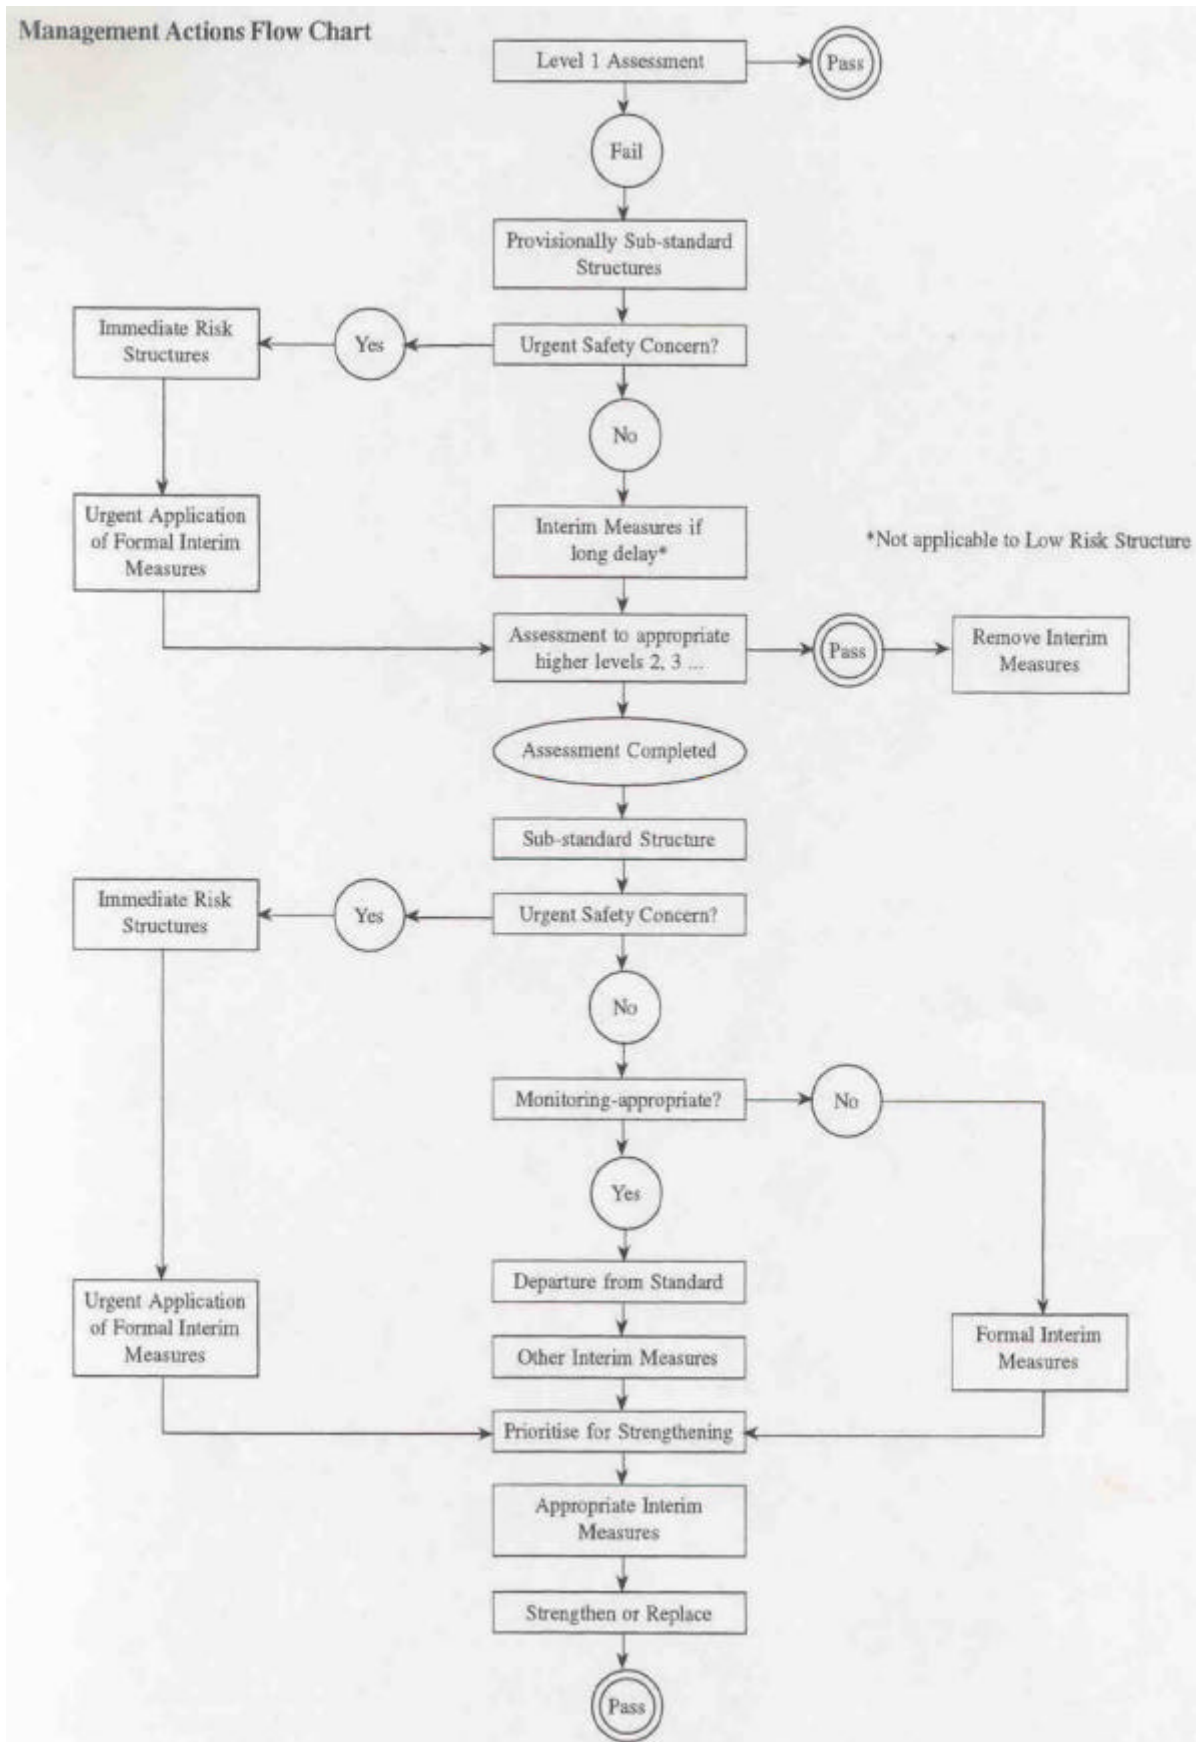 Management Actions Flow Chart
Level 1 Assessment
Pass
Fail
Provisionally Sub-standard
Structures
Immediate Risk
Structures
Yes
Urgent Safety Concern?
No
Urgent Application
of Formal Interim
Measures
Interim Measures if
long delay*
*Not applicable to Low Risk Structure
Assessment to appropriate
higher levels 2, 3 ...
Pass
Remove Interim
Measures
Assessment Completed
Sub-standard Structure
Immediate Risk
Structures
Yes
Urgent Safety Concern?
No
Monitoring-appropriate?
No
Yes
Departure from Standard
Urgent Application
of Formal Interim
Measures
Other Interim Measures
Formal Interim
Measures
Prioritise for Strengthening
Appropriate Interim
Measures
Strengthen or Replace
Pass